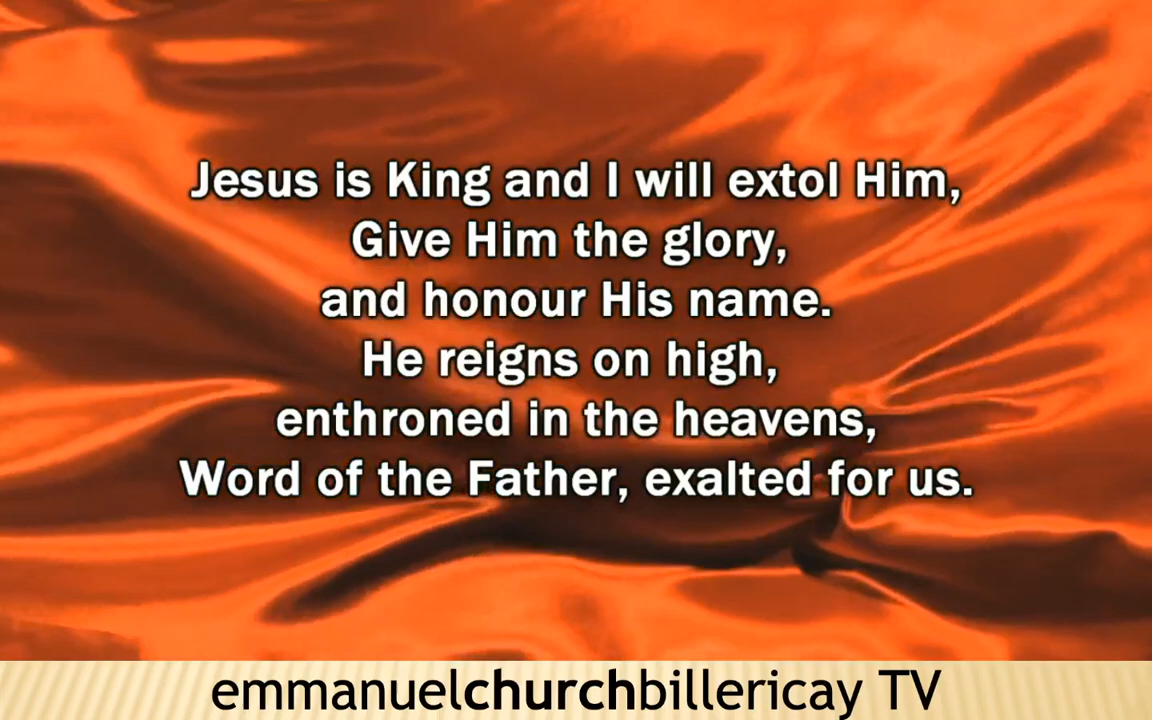 Jesus is King and I will extol Him,
Give Him the glory,
and honour His name.
He reigns on high,
enthroned in the heavens,
Word of the Father, exalted for us.
emmanuelchurchbillericay TV